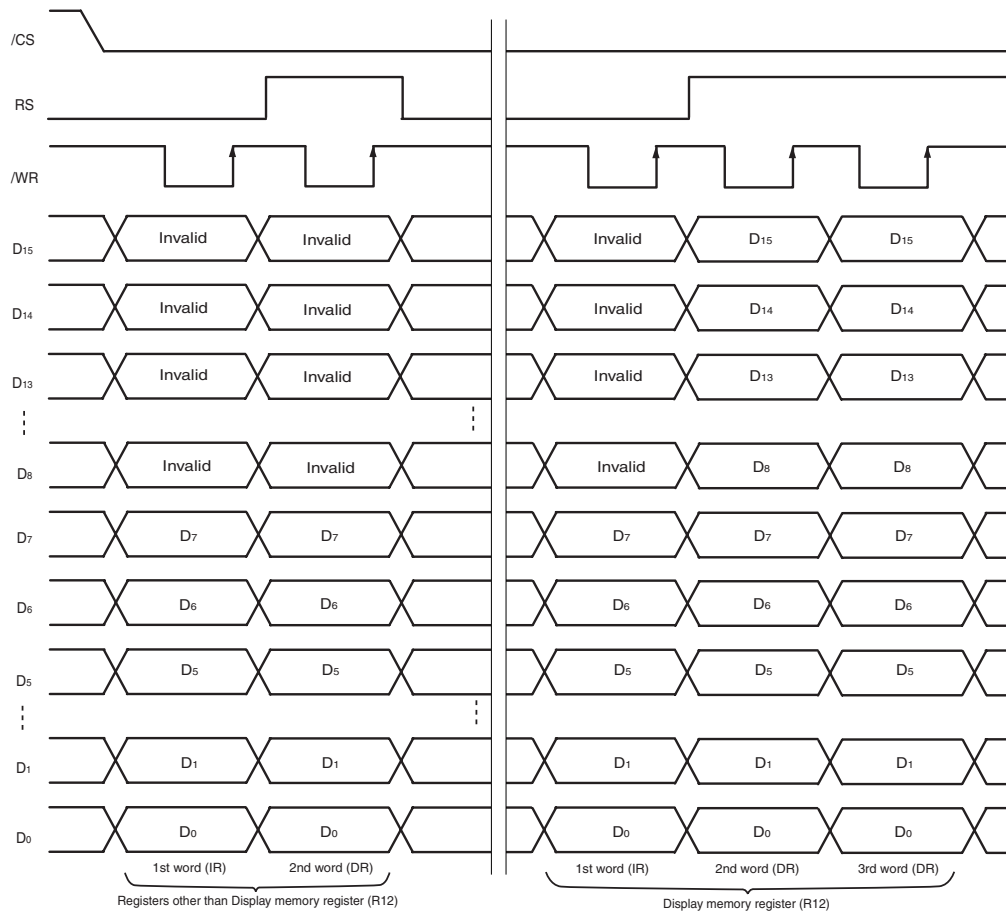 /CS
RS
/WR
D15 Invalid Invalid Invalid D15 D15
D14 Invalid Invalid Invalid D14 D14
D13 Invalid Invalid Invalid D13 D13
D8 Invalid Invalid Invalid D8 D8
D7 D7 D7 D7 D7 D7
D6 D6 D6 D6 D6 D6
D5 D5 D5 D5 D5 D5
D1 D1 D1 D1 D1 D1
D0 D0 D0 D0 D0 D0
1st word (IR) 2nd word (DR) 1st word (IR) 2nd word (DR) 3rd word (DR)
Registers other than Display memory register (R12) Display memory register (R12)